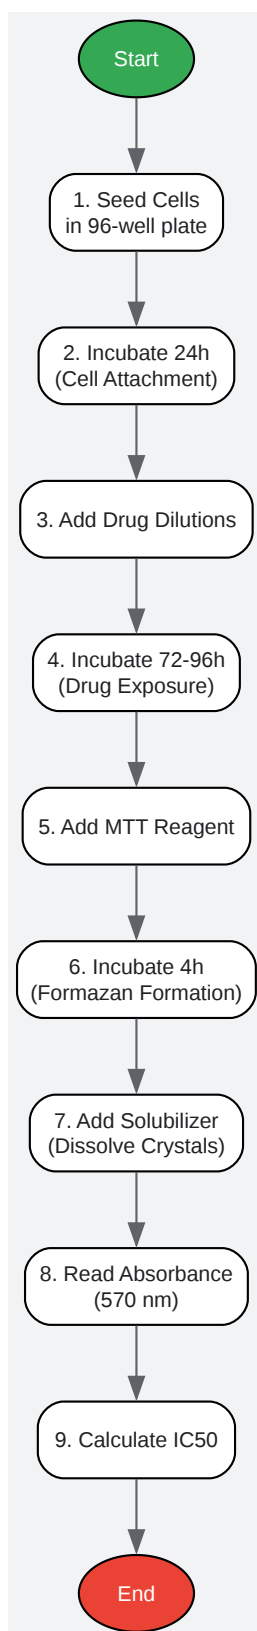 Start
1. Seed Cells
in 96-well plate
2. Incubate 24h
(Cell Attachment)
3. Add Drug Dilutions
4. Incubate 72-96h
(Drug Exposure)
5. Add MTT Reagent
6. Incubate 4h
(Formazan Formation)
7. Add Solubilizer
(Dissolve Crystals)
8. Read Absorbance
(570 nm)
9. Calculate IC50
End